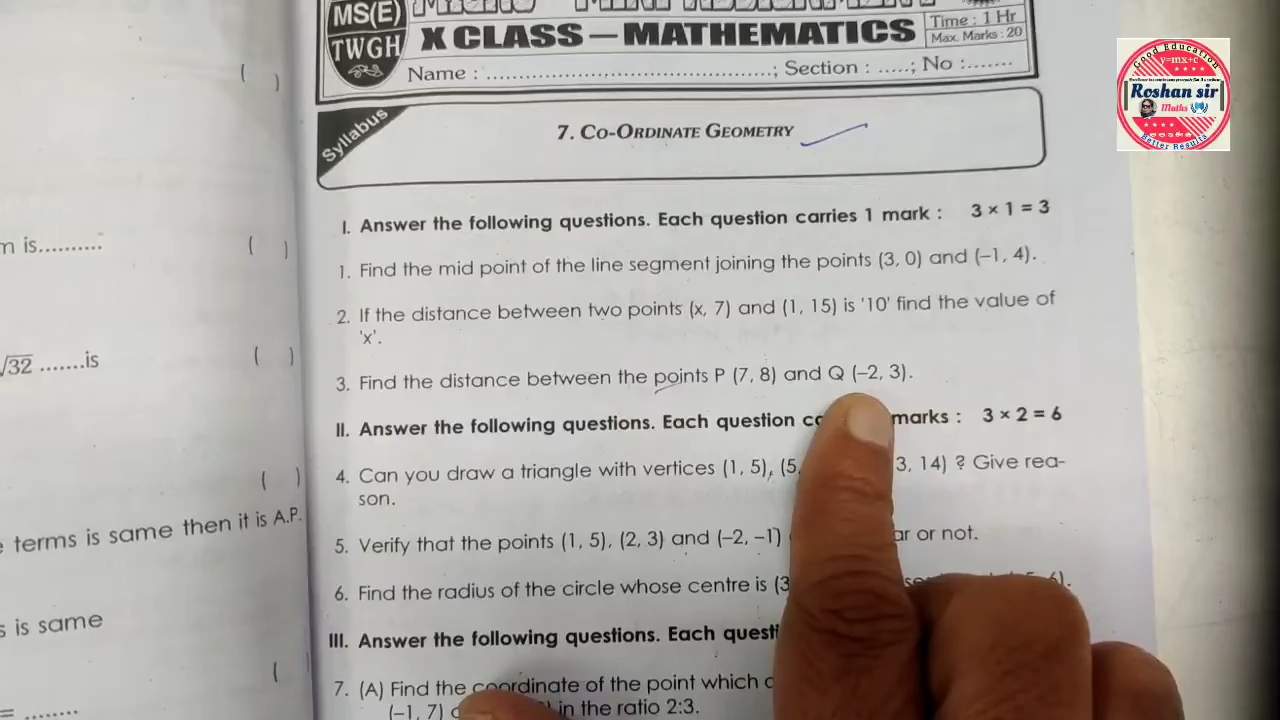 MS(E)
TWGH
X CLASS — MATHEMATICS
Time : 1 Hr
Max. Marks : 20
Name : ...............................................; Section : .....; No :.......
Syllabus
7. CO-ORDINATE GEOMETRY
I. Answer the following questions. Each question carries 1 mark : 3 × 1 = 3
1. Find the mid point of the line segment joining the points (3, 0) and (–1, 4).
2. If the distance between two points (x, 7) and (1, 15) is '10' find the value of
'x'.
3. Find the distance between the points P (7, 8) and Q (–2, 3).
II. Answer the following questions. Each question marks : 3 × 2 = 6
4. Can you draw a triangle with vertices (1, 5), (5, 3, 14) ? Give rea-
son.
5. Verify that the points (1, 5), (2, 3) and (–2, –1) or not.
6. Find the radius of the circle whose centre is (3
III. Answer the following questions. Each
7. (A) Find the coordinate of the point which
(–1, 7) in the ratio 2:3.
( )
m is..........
( )
√32 .......is
( )
( )
terms is same then it is A.P.
s is same
(
= ........
Good Education
y=mx+c
Roshan sir
Maths
Better Results